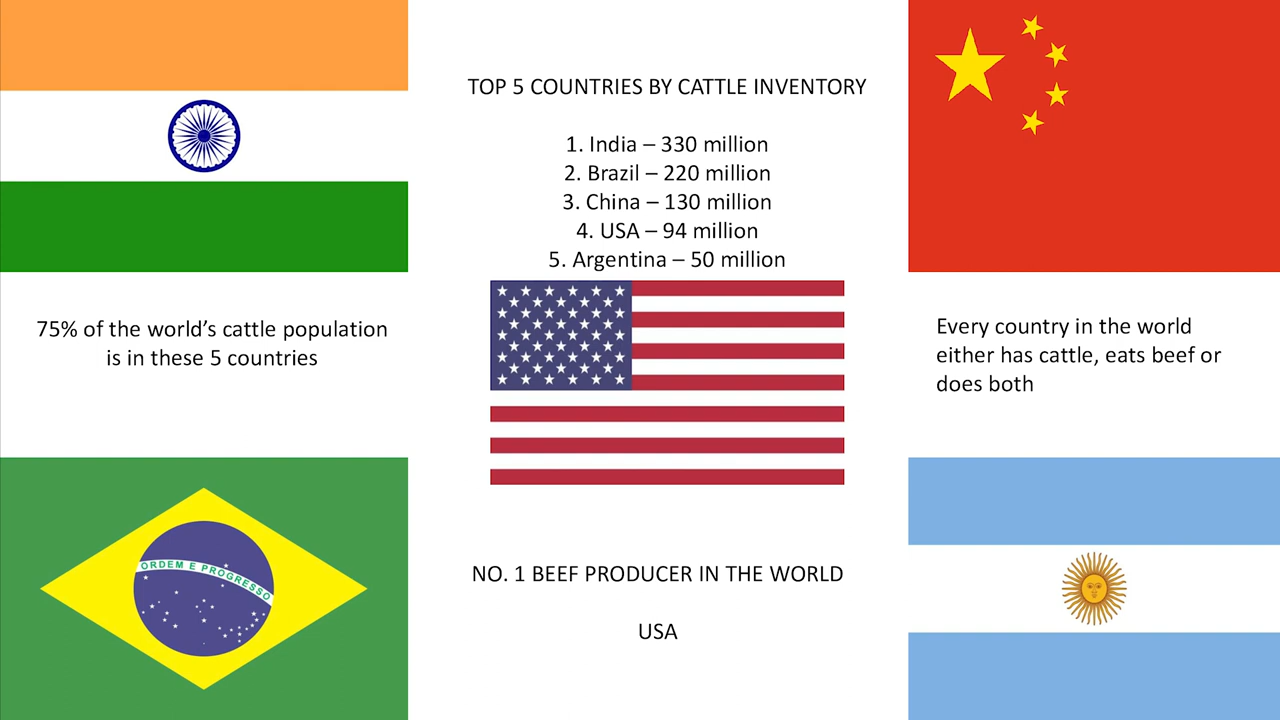 TOP 5 COUNTRIES BY CATTLE INVENTORY
1. India – 330 million
2. Brazil – 220 million
3. China – 130 million
4. USA – 94 million
5. Argentina – 50 million
75% of the world’s cattle population
is in these 5 countries
Every country in the world
either has cattle, eats beef or
does both
ORDEM E PROGRESSO
NO. 1 BEEF PRODUCER IN THE WORLD
USA